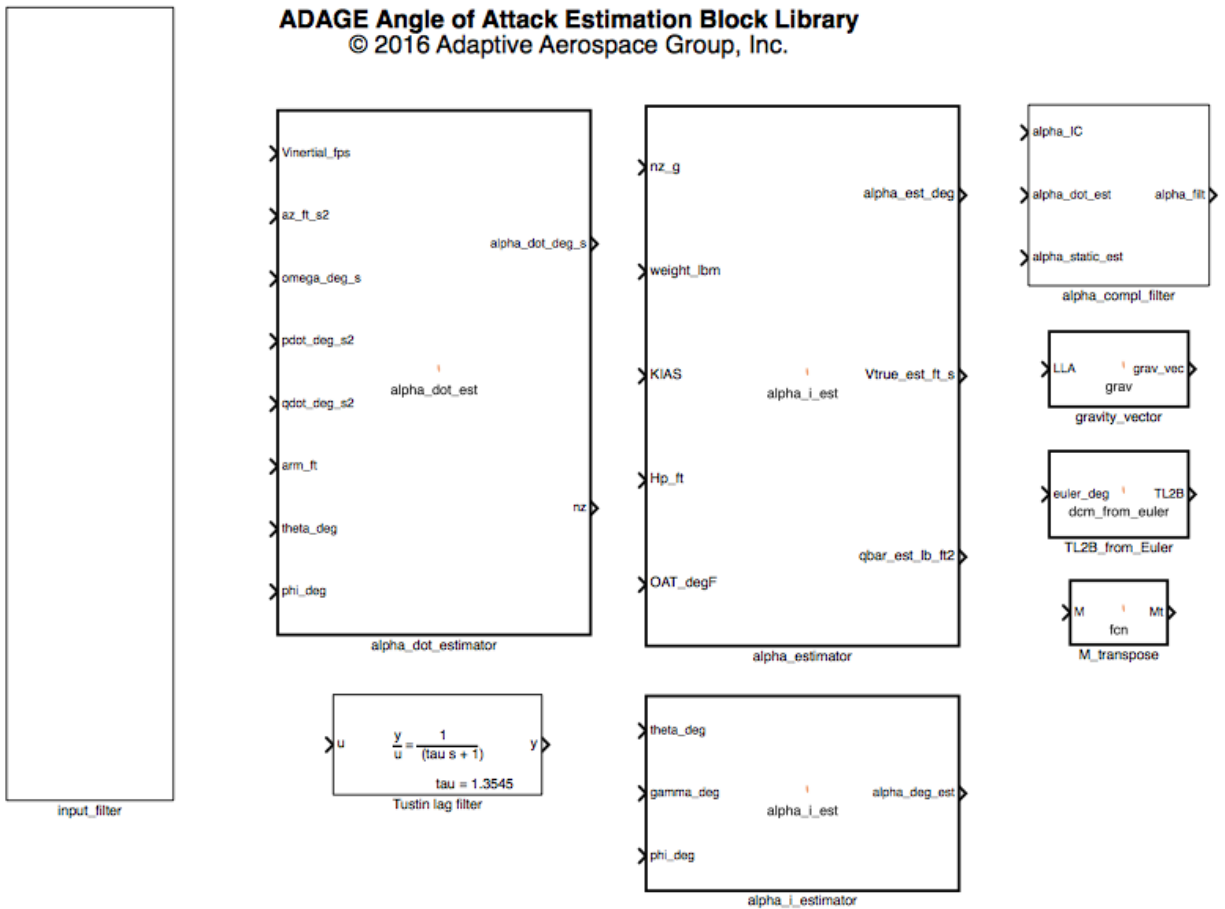 ADAGE Angle of Attack Estimation Block Library
© 2016 Adaptive Aerospace Group, Inc.
input_filter
Vinertial_fps
az_ft_s2
omega_deg_s
pdot_deg_s2
qdot_deg_s2
arm_ft
theta_deg
phi_deg
alpha_dot_est
alpha_dot_deg_s
nz
alpha_dot_estimator
nz_g
weight_lbm
KIAS
Hp_ft
OAT_degF
alpha_i_est
alpha_est_deg
Vtrue_est_ft_s
qbar_est_lb_ft2
alpha_estimator
alpha_IC
alpha_dot_est
alpha_static_est
alpha_filt
alpha_compl_filter
LLA
grav_vec
grav
gravity_vector
euler_deg
TL2B
dcm_from_euler
TL2B_from_Euler
M
Mt
fcn
M_transpose
u
y/u = 1/(tau s + 1)
y
tau = 1.3545
Tustin lag filter
theta_deg
gamma_deg
phi_deg
alpha_i_est
alpha_deg_est
alpha_i_estimator